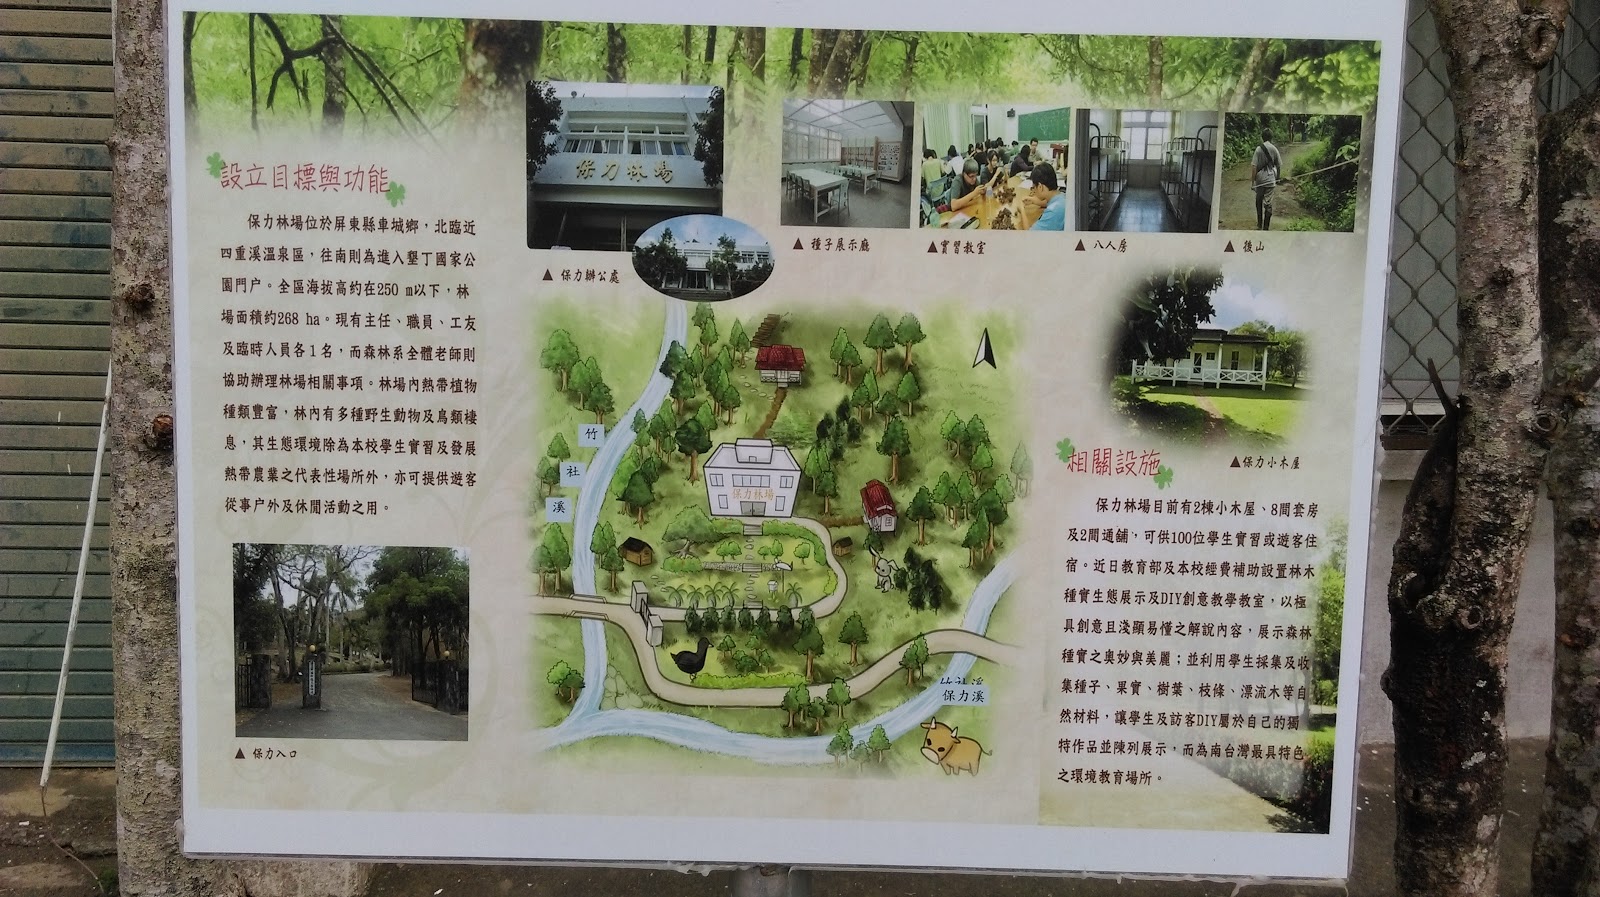 設立目標與功能
保力林場位於屏東縣車城鄉，北臨近
四重溪溫泉區，往南則為進入墾丁國家公
園門戶。全區海拔高約在250 m以下，林
場面積約268 ha。現有主任、職員、工友
及臨時人員各1名，而森林系全體老師則
協助辦理林場相關事項。林場內熱帶植物
種類豐富，林內有多種野生動物及鳥類棲
息，其生態環境除為本校學生實習及發展
熱帶農業之代表性場所外，亦可提供遊客
從事戶外及休閒活動之用。
▲ 保力入口
保力林場
▲ 保力辦公處
▲ 種子展示廳
▲實習教室
▲ 八人房
▲ 後山
竹
社
溪
保力林場
保力溪
▲保力小木屋
相關設施
保力林場目前有2棟小木屋、8間套房
及2間通鋪，可供100位學生實習或遊客住
宿。近日教育部及本校經費補助設置林木
種實生態展示及DIY創意教學教室，以極
具創意且淺顯易懂之解說內容，展示森林
種實之奧妙與美麗；並利用學生採集及收
集種子、果實、樹葉、枝條、漂流木等自
然材料，讓學生及訪客DIY屬於自己的獨
特作品並陳列展示，而為南台灣最具特色
之環境教育場所。